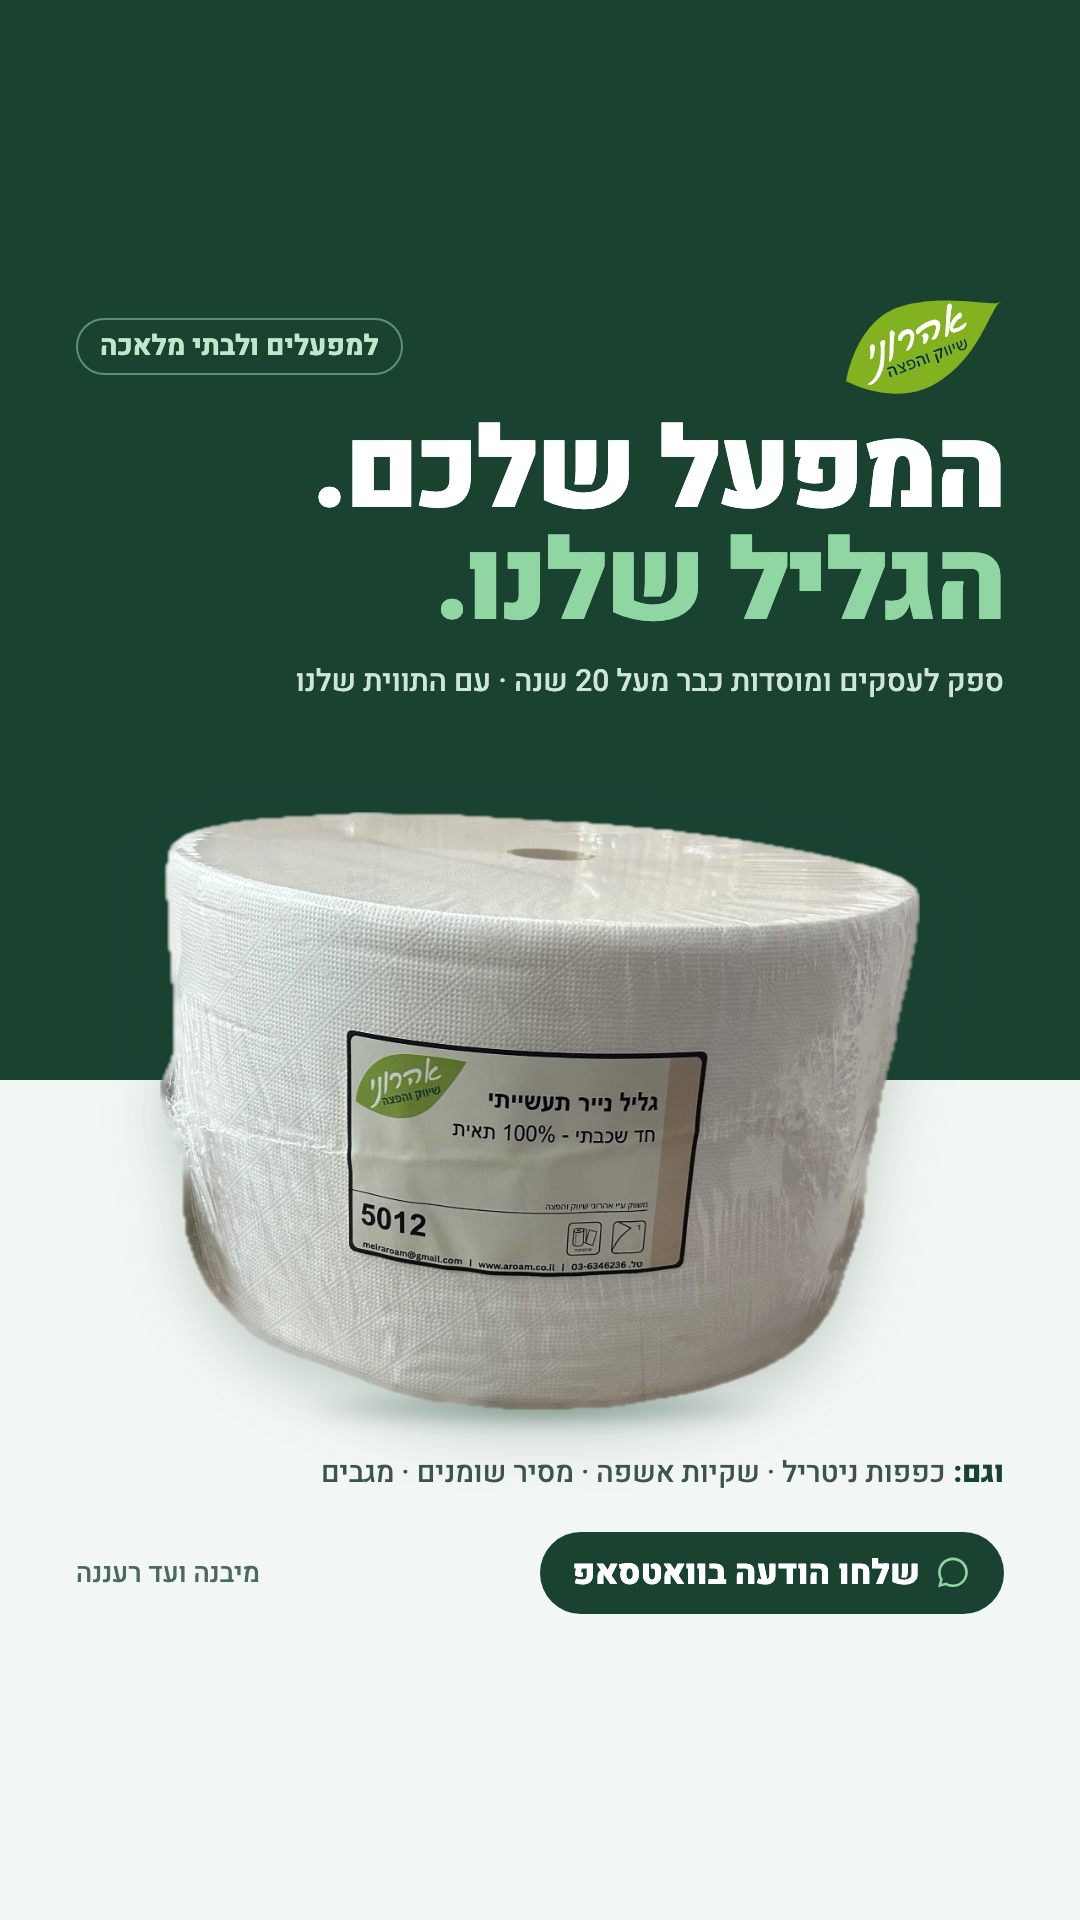 אהרוני
שיווק והפצה
למפעלים ולבתי מלאכה
המפעל שלכם.
הגליל שלנו.
ספק לעסקים ומוסדות כבר מעל 20 שנה · עם התווית שלנו
אהרוני
שיווק והפצה
גליל נייר תעשייתי
חד שכבתי - 100% תאית
משווק ע״י אהרוני שיווק והפצה
5012
1
טל. 03-6346236 | www.aroam.co.il | meiraroam@gmail.com
וגם: כפפות ניטריל · שקיות אשפה · מסיר שומנים · מגבים
שלחו הודעה בוואטסאפ
מיבנה ועד רעננה